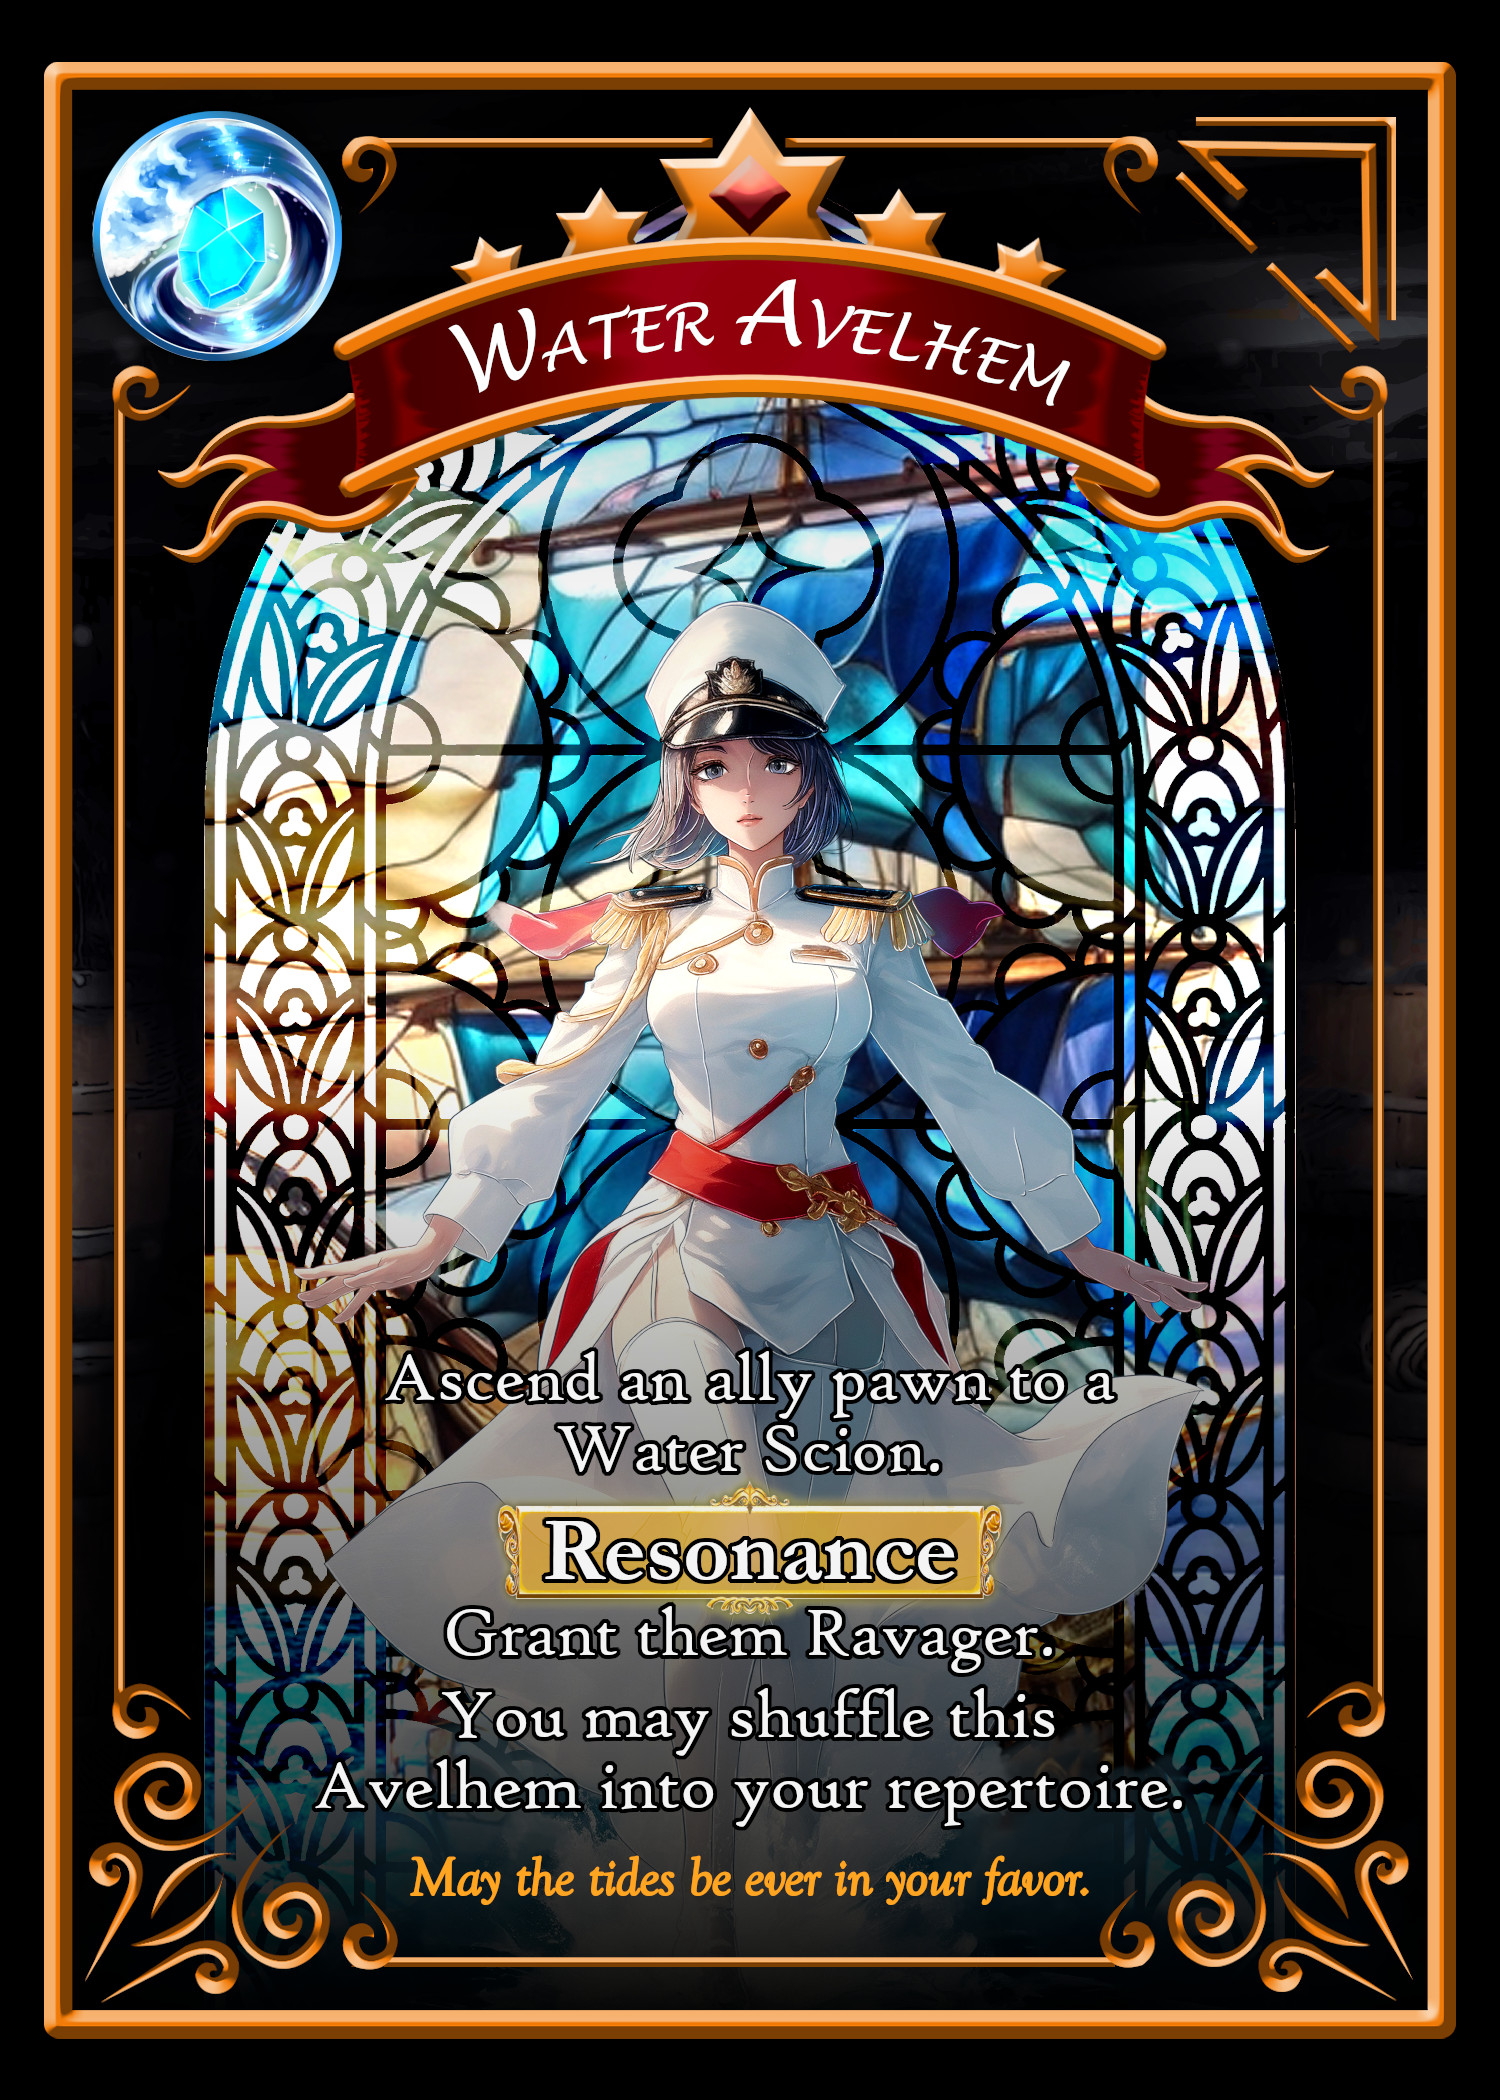 Water Avelhem
Ascend an ally pawn to a
Water Scion.
Resonance
Grant them Ravager.
You may shuffle this
Avelhem into your repertoire.
May the tides be ever in your favor.